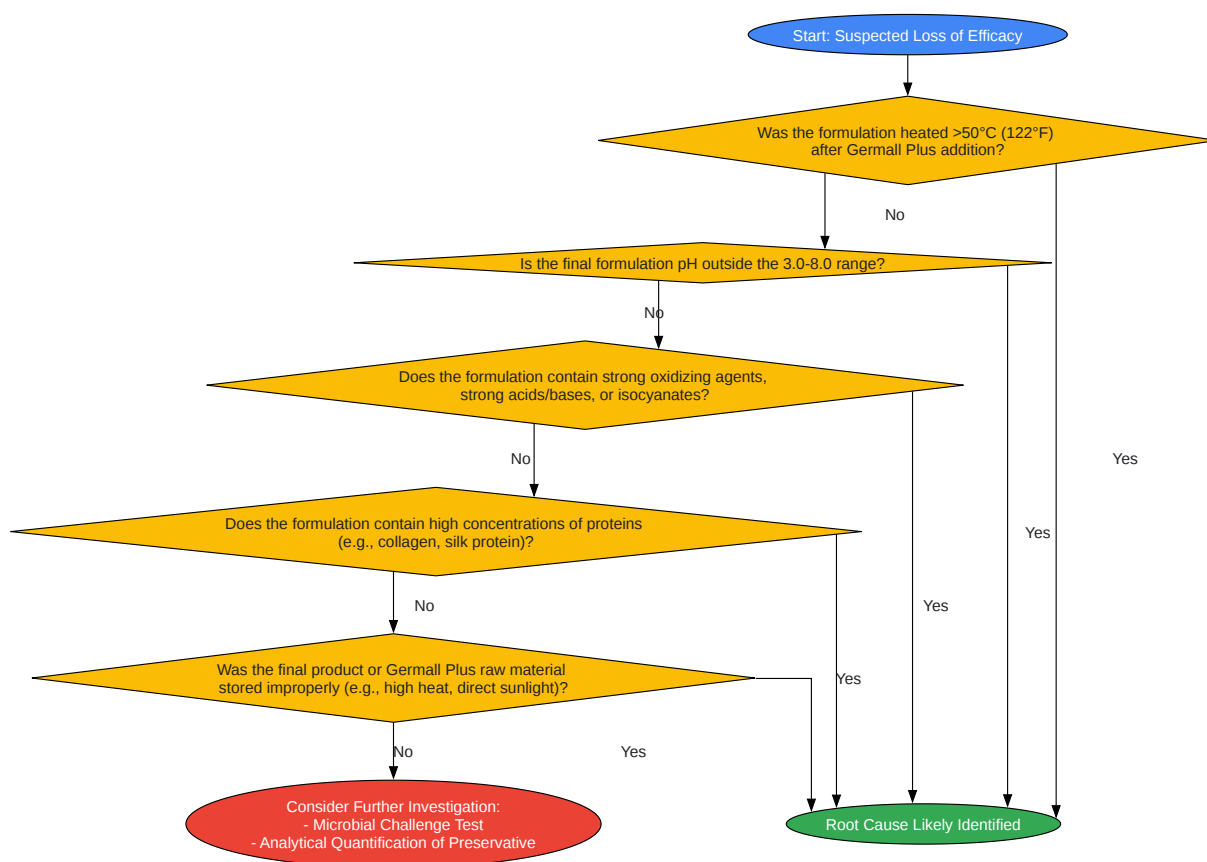 Start: Suspected Loss of Efficacy
Was the formulation heated >50°C (122°F)
after Germall Plus addition?
No
Is the final formulation pH outside the 3.0-8.0 range?
No
Does the formulation contain strong oxidizing agents,
strong acids/bases, or isocyanates?
No
Yes
Does the formulation contain high concentrations of proteins
(e.g., collagen, silk protein)?
Yes
No
Yes
Was the final product or Germall Plus raw material
stored improperly (e.g., high heat, direct sunlight)?
Yes
No
Yes
Consider Further Investigation:
- Microbial Challenge Test
- Analytical Quantification of Preservative
Root Cause Likely Identified